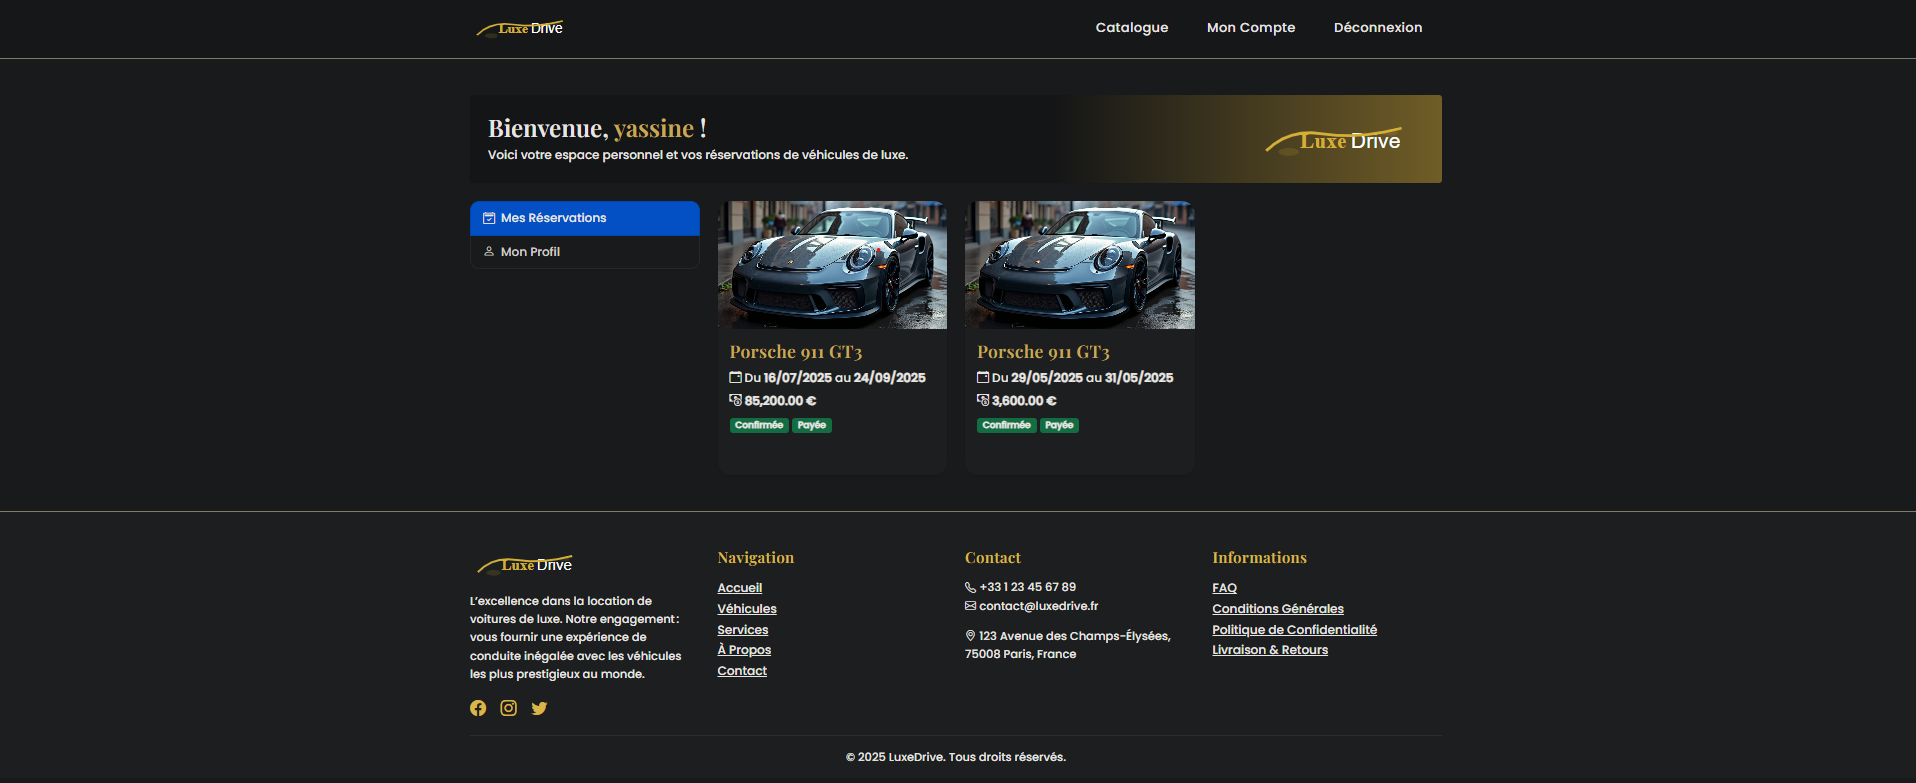 Luxe Drive
Catalogue
Mon Compte
Déconnexion
Bienvenue, yassine !
Voici votre espace personnel et vos réservations de véhicules de luxe.
Luxe Drive
Mes Réservations
Mon Profil
Porsche 911 GT3
Du 16/07/2025 au 24/09/2025
85,200.00 €
Confirmée Payée
Porsche 911 GT3
Du 29/05/2025 au 31/05/2025
3,600.00 €
Confirmée Payée
Luxe Drive
L'excellence dans la location de
voitures de luxe. Notre engagement :
vous fournir une expérience de
conduite inégalée avec les véhicules
les plus prestigieux au monde.
Navigation
Accueil
Véhicules
Services
À Propos
Contact
Contact
+33 1 23 45 67 89
contact@luxedrive.fr
123 Avenue des Champs-Élysées,
75008 Paris, France
Informations
FAQ
Conditions Générales
Politique de Confidentialité
Livraison & Retours
© 2025 LuxeDrive. Tous droits réservés.